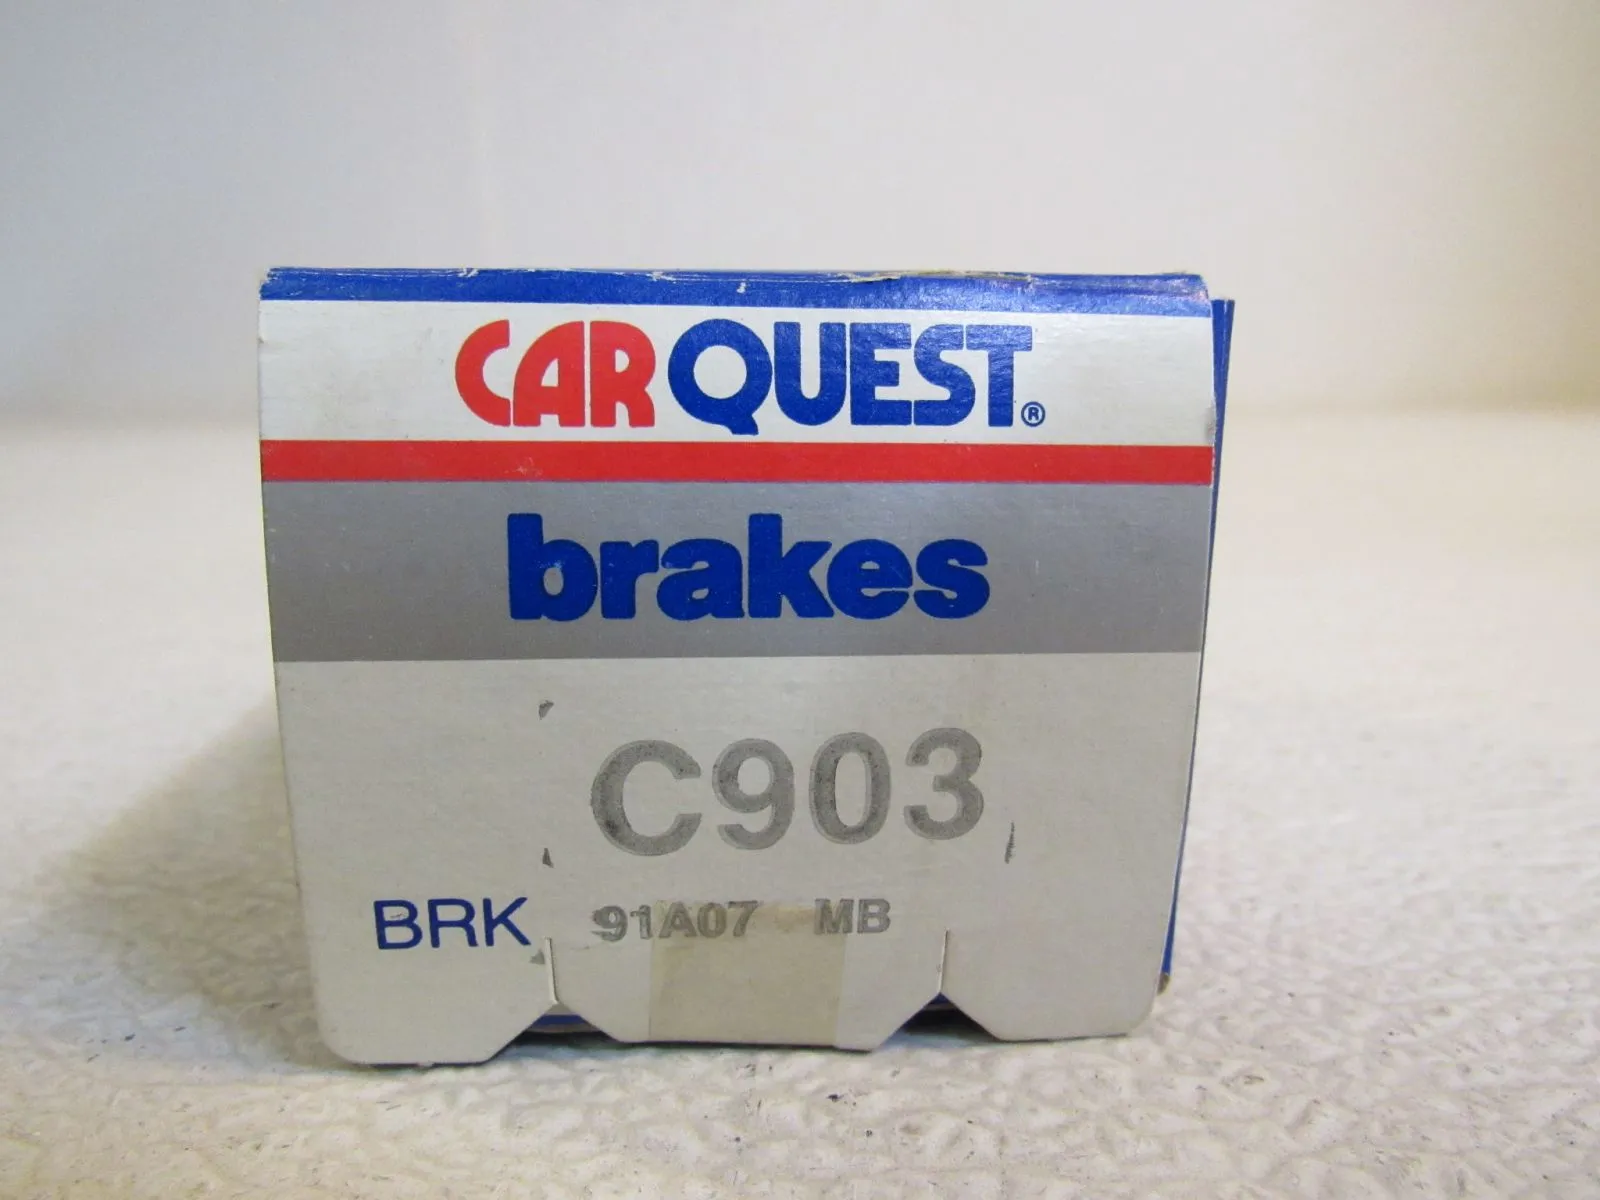 CARQUEST®
brakes
C903
BRK 91A07 MB